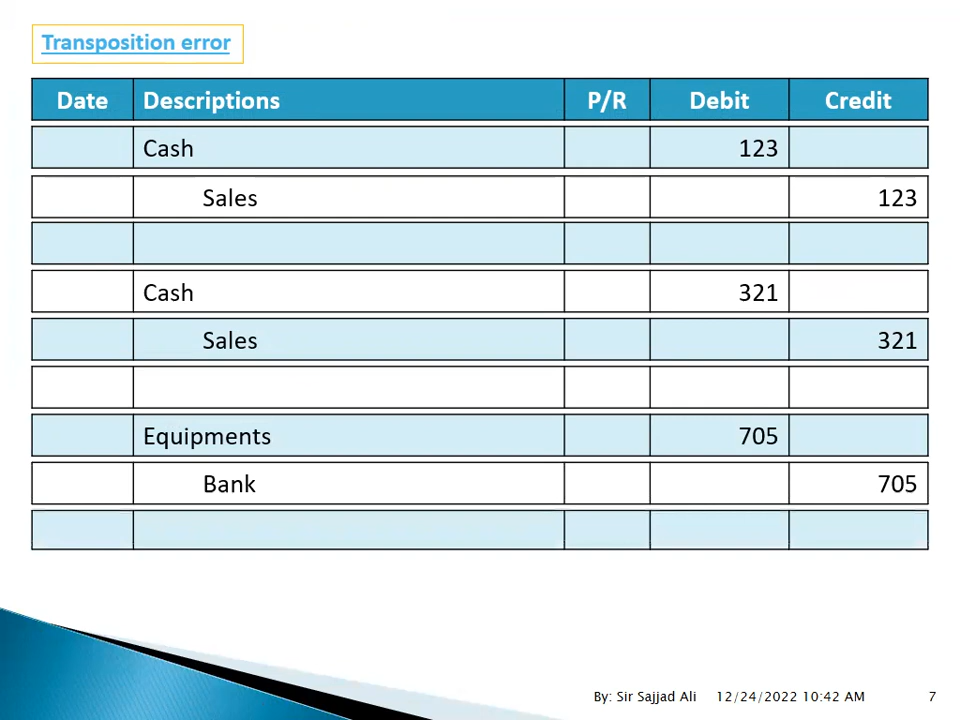 Transposition error
Date Descriptions P/R Debit Credit
Cash 123
Sales 123
Cash 321
Sales 321
Equipments 705
Bank 705
By: Sir Sajjad Ali 12/24/2022 10:42 AM 7